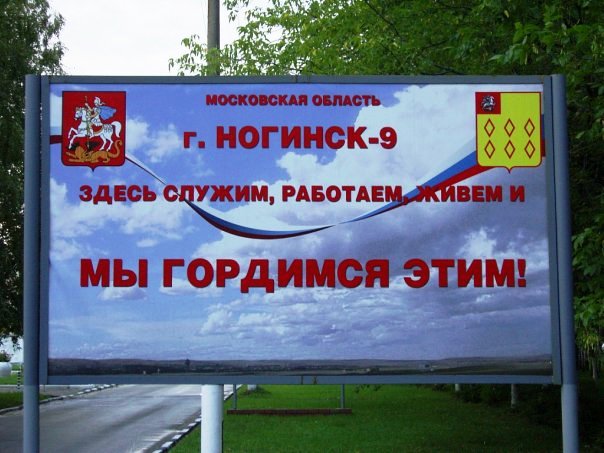 МОСКОВСКАЯ ОБЛАСТЬ
г. НОГИНСК-9
ЗДЕСЬ СЛУЖИМ, РАБОТАЕМ, ЖИВЕМ И
МЫ ГОРДИМСЯ ЭТИМ!